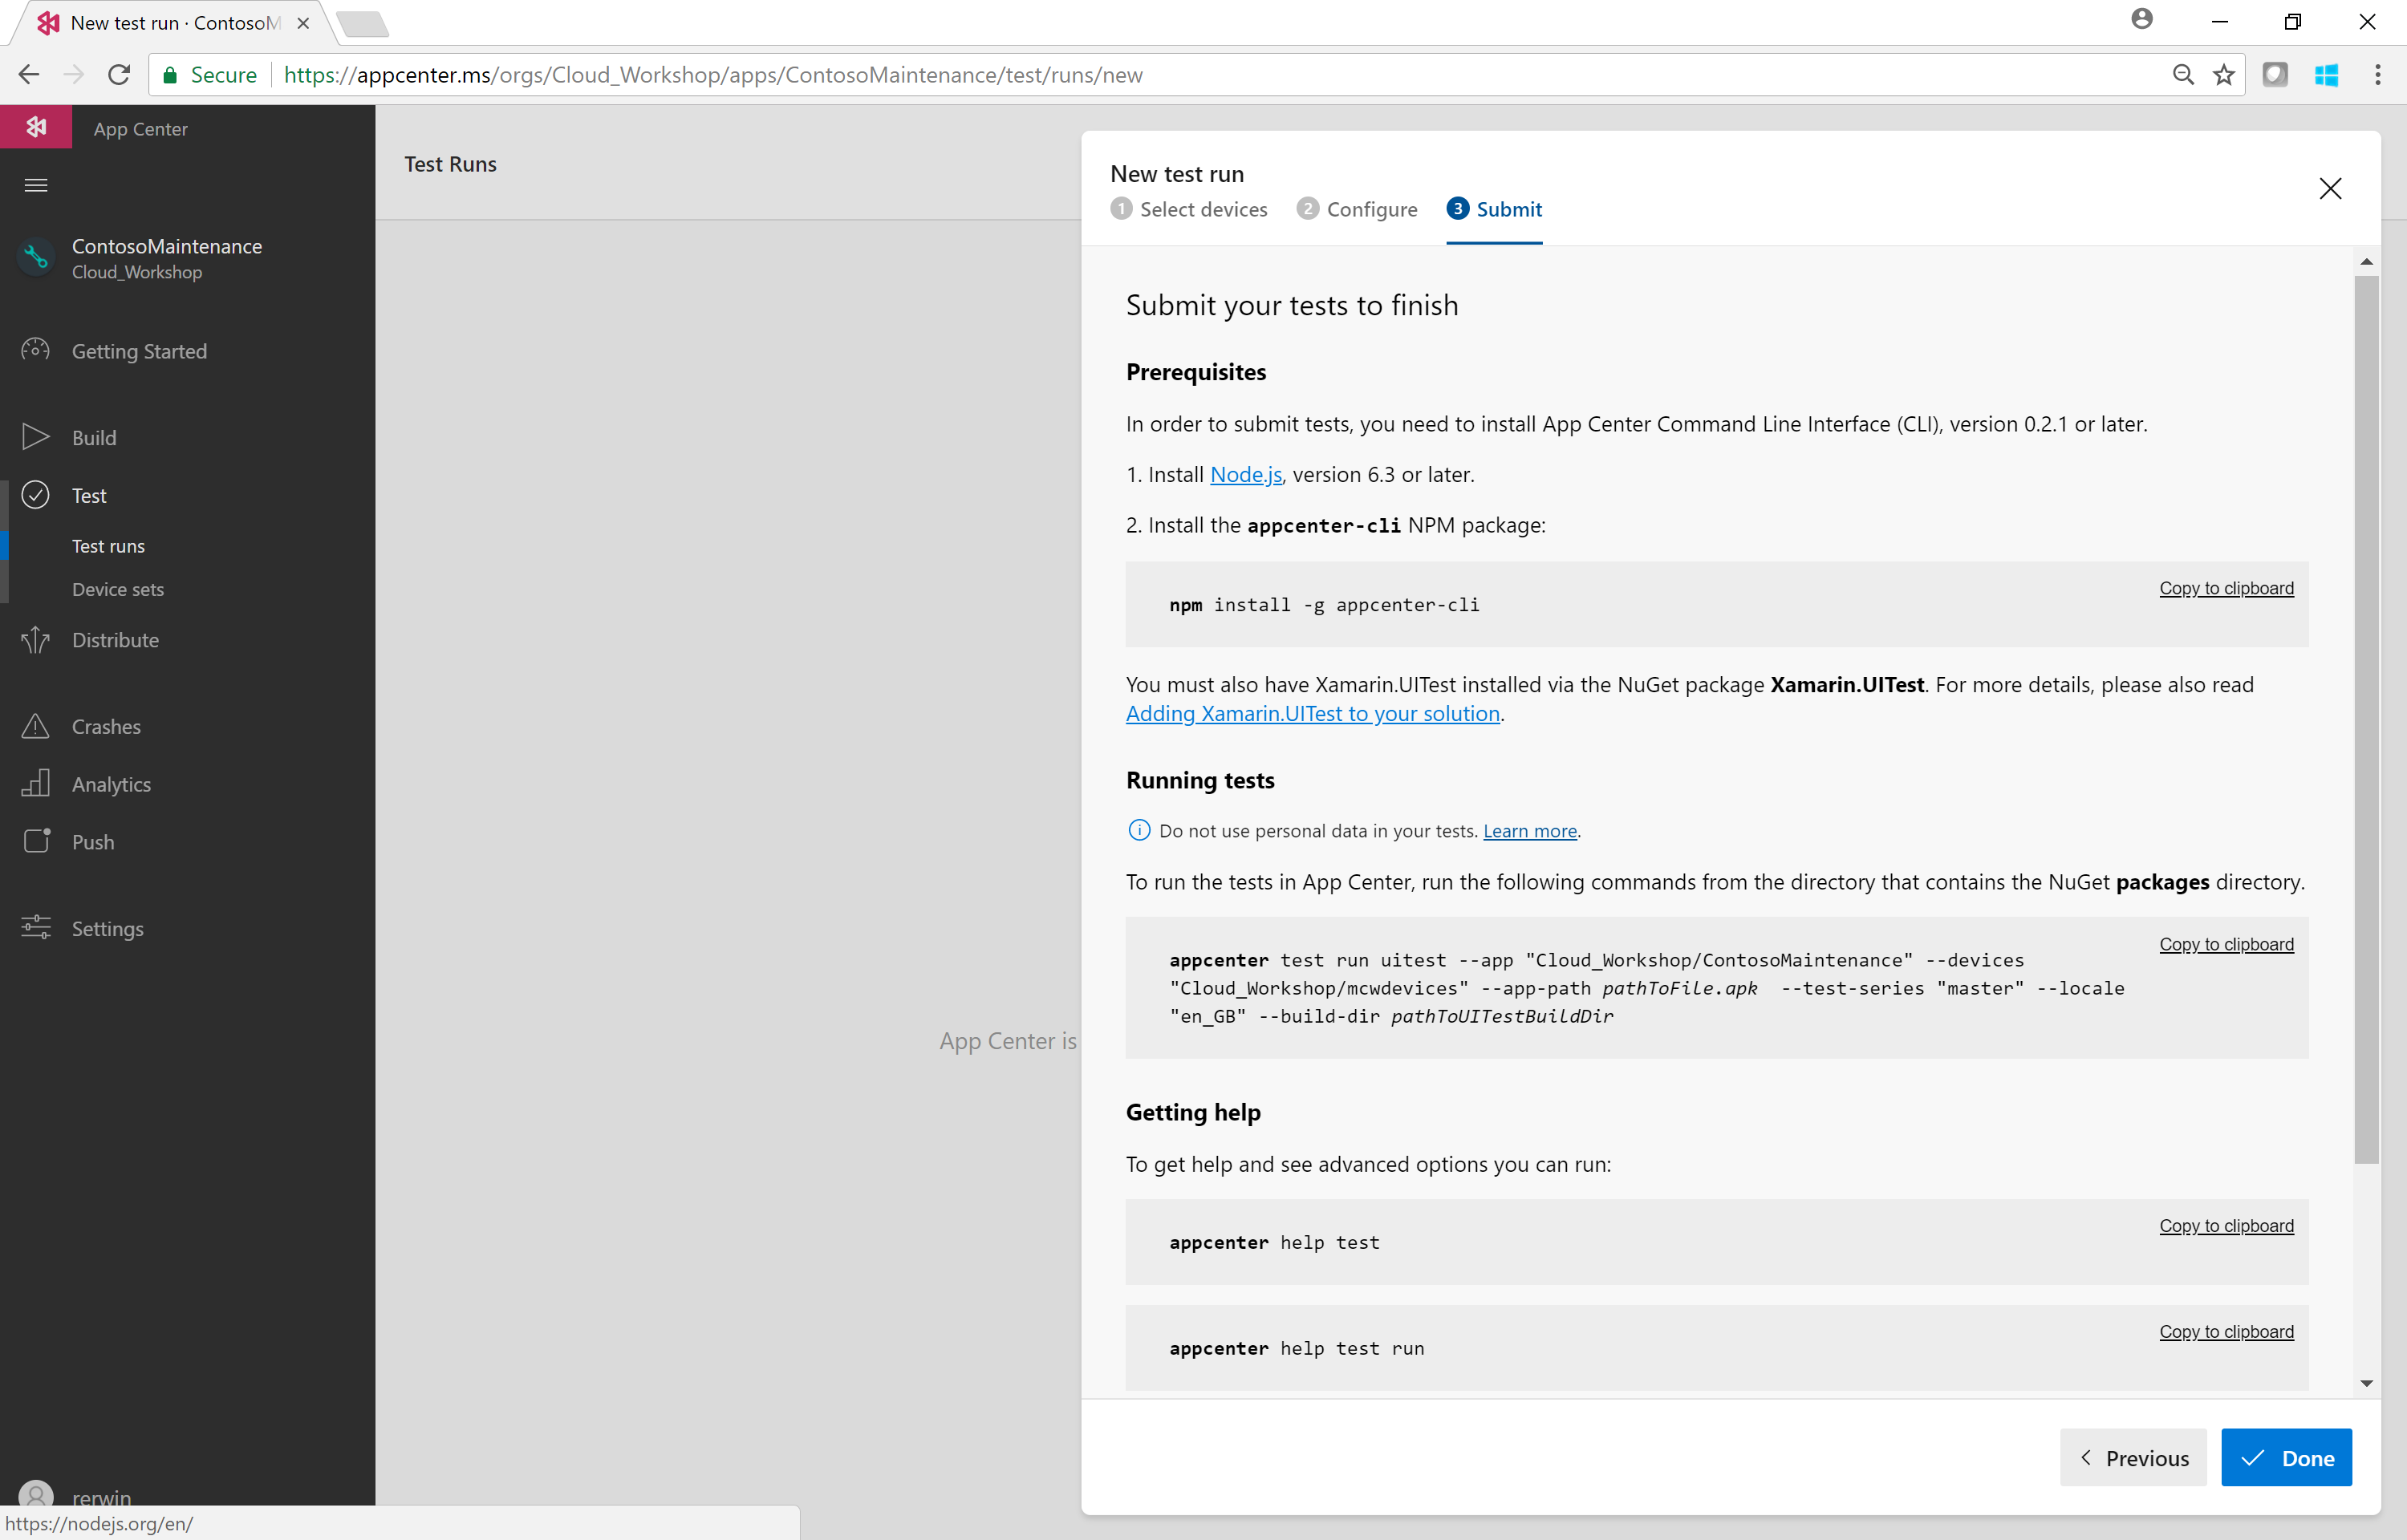 New test run · ContosoM
Secure
https://appcenter.ms/orgs/Cloud_Workshop/apps/ContosoMaintenance/test/runs/new
App Center
ContosoMaintenance
Cloud_Workshop
Getting Started
Build
Test
Test runs
Device sets
Distribute
Crashes
Analytics
Push
Settings
rerwin
https://nodejs.org/en/
Test Runs
App Center is
New test run
1 Select devices
2 Configure
3 Submit
Submit your tests to finish
Prerequisites
In order to submit tests, you need to install App Center Command Line Interface (CLI), version 0.2.1 or later.
1. Install Node.js, version 6.3 or later.
2. Install the appcenter-cli NPM package:
Copy to clipboard
npm install -g appcenter-cli
You must also have Xamarin.UITest installed via the NuGet package Xamarin.UITest. For more details, please also read
Adding Xamarin.UITest to your solution.
Running tests
Do not use personal data in your tests. Learn more.
To run the tests in App Center, run the following commands from the directory that contains the NuGet packages directory.
Copy to clipboard
appcenter test run uitest --app "Cloud_Workshop/ContosoMaintenance" --devices
"Cloud_Workshop/mcwdevices" --app-path pathToFile.apk --test-series "master" --locale
"en_GB" --build-dir pathToUITestBuildDir
Getting help
To get help and see advanced options you can run:
Copy to clipboard
appcenter help test
Copy to clipboard
appcenter help test run
Previous
Done